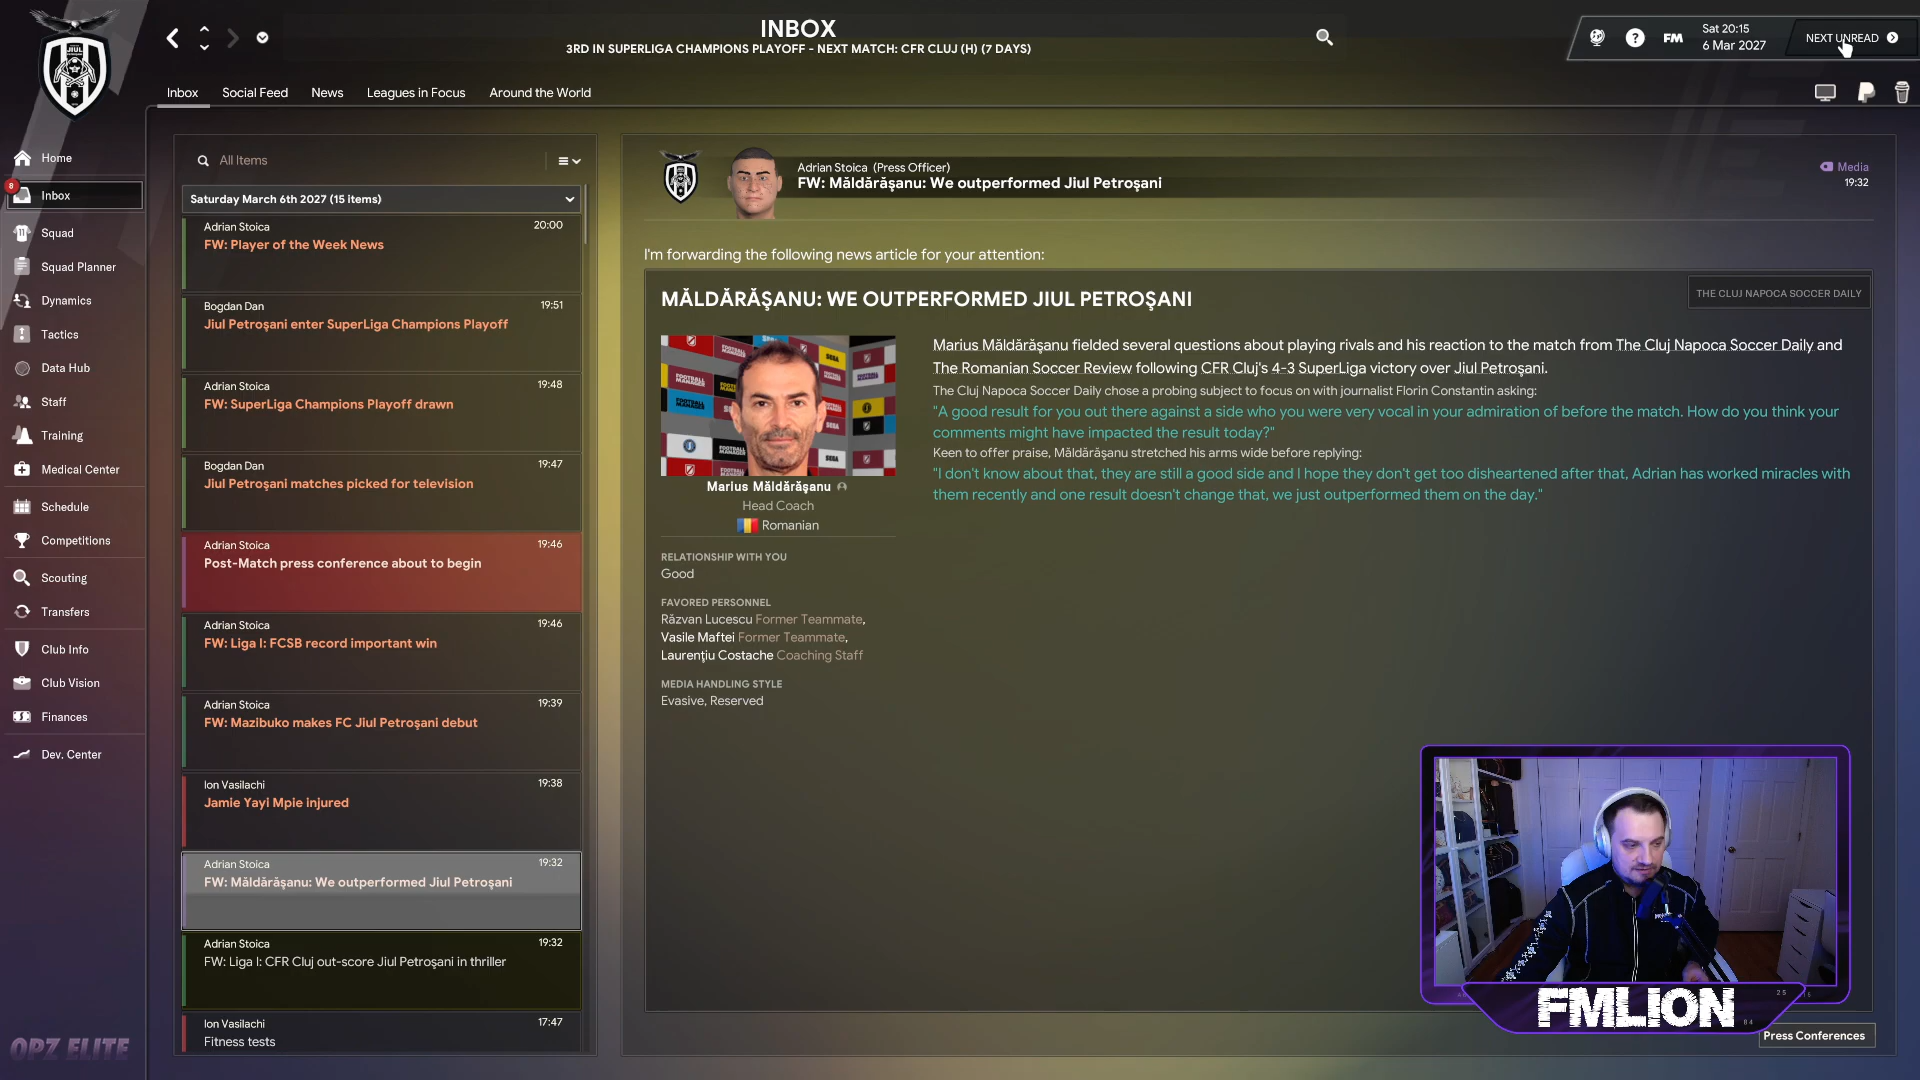 INBOX
3RD IN SUPERLIGA CHAMPIONS PLAYOFF - NEXT MATCH: CFR CLUJ (H) (7 DAYS)
FM
Sat 20:15
6 Mar 2027
NEXT UNREAD
Inbox
Social Feed
News
Leagues in Focus
Around the World
Home
8
Inbox
Squad
Squad Planner
Dynamics
Tactics
Data Hub
Staff
Training
Medical Center
Schedule
Competitions
Scouting
Transfers
Club Info
Club Vision
Finances
Dev. Center
OPZ ELITE
All Items
Saturday March 6th 2027 (15 items)
Adrian Stoica 20:00
FW: Player of the Week News
Bogdan Dan 19:51
Jiul Petroşani enter SuperLiga Champions Playoff
Adrian Stoica 19:48
FW: SuperLiga Champions Playoff drawn
Bogdan Dan 19:47
Jiul Petroşani matches picked for television
Adrian Stoica 19:46
Post-Match press conference about to begin
Adrian Stoica 19:46
FW: Liga I: FCSB record important win
Adrian Stoica 19:39
FW: Mazibuko makes FC Jiul Petroşani debut
Ion Vasilachi 19:38
Jamie Yayi Mpie injured
Adrian Stoica 19:32
FW: Măldărăşanu: We outperformed Jiul Petroşani
Adrian Stoica 19:32
FW: Liga I: CFR Cluj out-score Jiul Petroşani in thriller
Ion Vasilachi 17:47
Fitness tests
Adrian Stoica (Press Officer)
FW: Măldărăşanu: We outperformed Jiul Petroşani
Media
19:32
I'm forwarding the following news article for your attention:
MĂLDĂRĂŞANU: WE OUTPERFORMED JIUL PETROŞANI
THE CLUJ NAPOCA SOCCER DAILY
Marius Măldărăşanu fielded several questions about playing rivals and his reaction to the match from The Cluj Napoca Soccer Daily and
The Romanian Soccer Review following CFR Cluj's 4-3 SuperLiga victory over Jiul Petroşani.
The Cluj Napoca Soccer Daily chose a probing subject to focus on with journalist Florin Constantin asking:
"A good result for you out there against a side who you were very vocal in your admiration of before the match. How do you think your
comments might have impacted the result today?"
Keen to offer praise, Măldărăşanu stretched his arms wide before replying:
"I don't know about that, they are still a good side and I hope they don't get too disheartened after that, Adrian has worked miracles with
them recently and one result doesn't change that, we just outperformed them on the day."
Marius Măldărăşanu
Head Coach
Romanian
RELATIONSHIP WITH YOU
Good
FAVORED PERSONNEL
Răzvan Lucescu Former Teammate,
Vasile Maftei Former Teammate,
Laurenţiu Costache Coaching Staff
MEDIA HANDLING STYLE
Evasive, Reserved
FMLION
Press Conferences